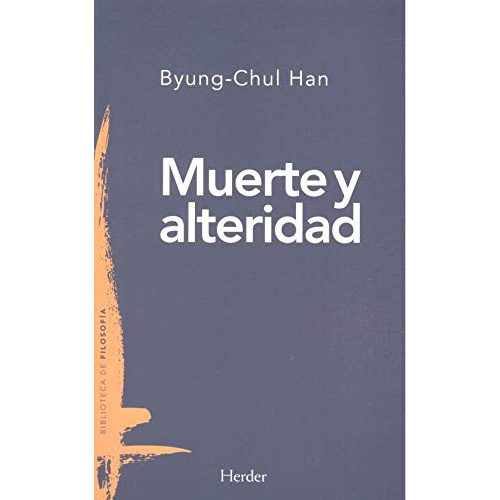 Byung-Chul Han
Muerte y
alteridad
BIBLIOTECA DE FILOSOFÍA
Herder